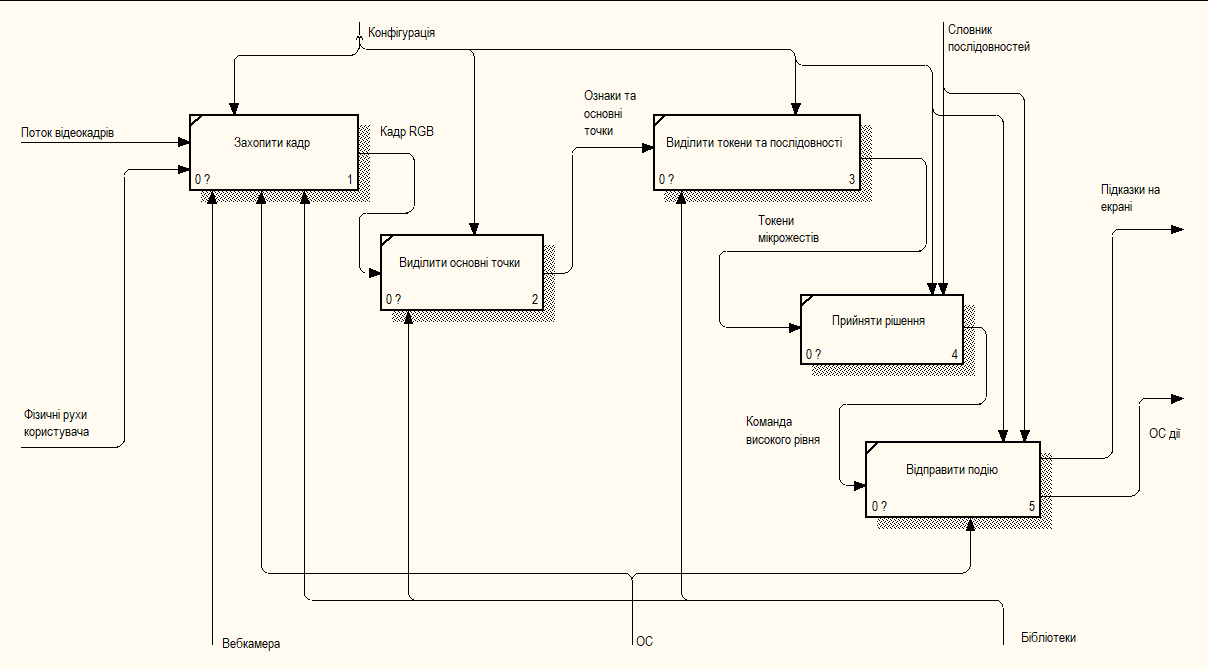 Конфігурація
Словник
послідовностей
Поток відеокадрів
Захопити кадр
0 ?
1
Кадр RGB
Ознаки та
основні
точки
Виділити токени та послідовності
0 ?
3
Підказки на
екрані
Виділити основні точки
0 ?
2
Токени
мікрожестів
Прийняти рішення
0 ?
4
Фізичні рухи
користувача
Команда
високого рівня
ОС дії
Відправити подію
0 ?
5
Вебкамера
ОС
Бібліотеки